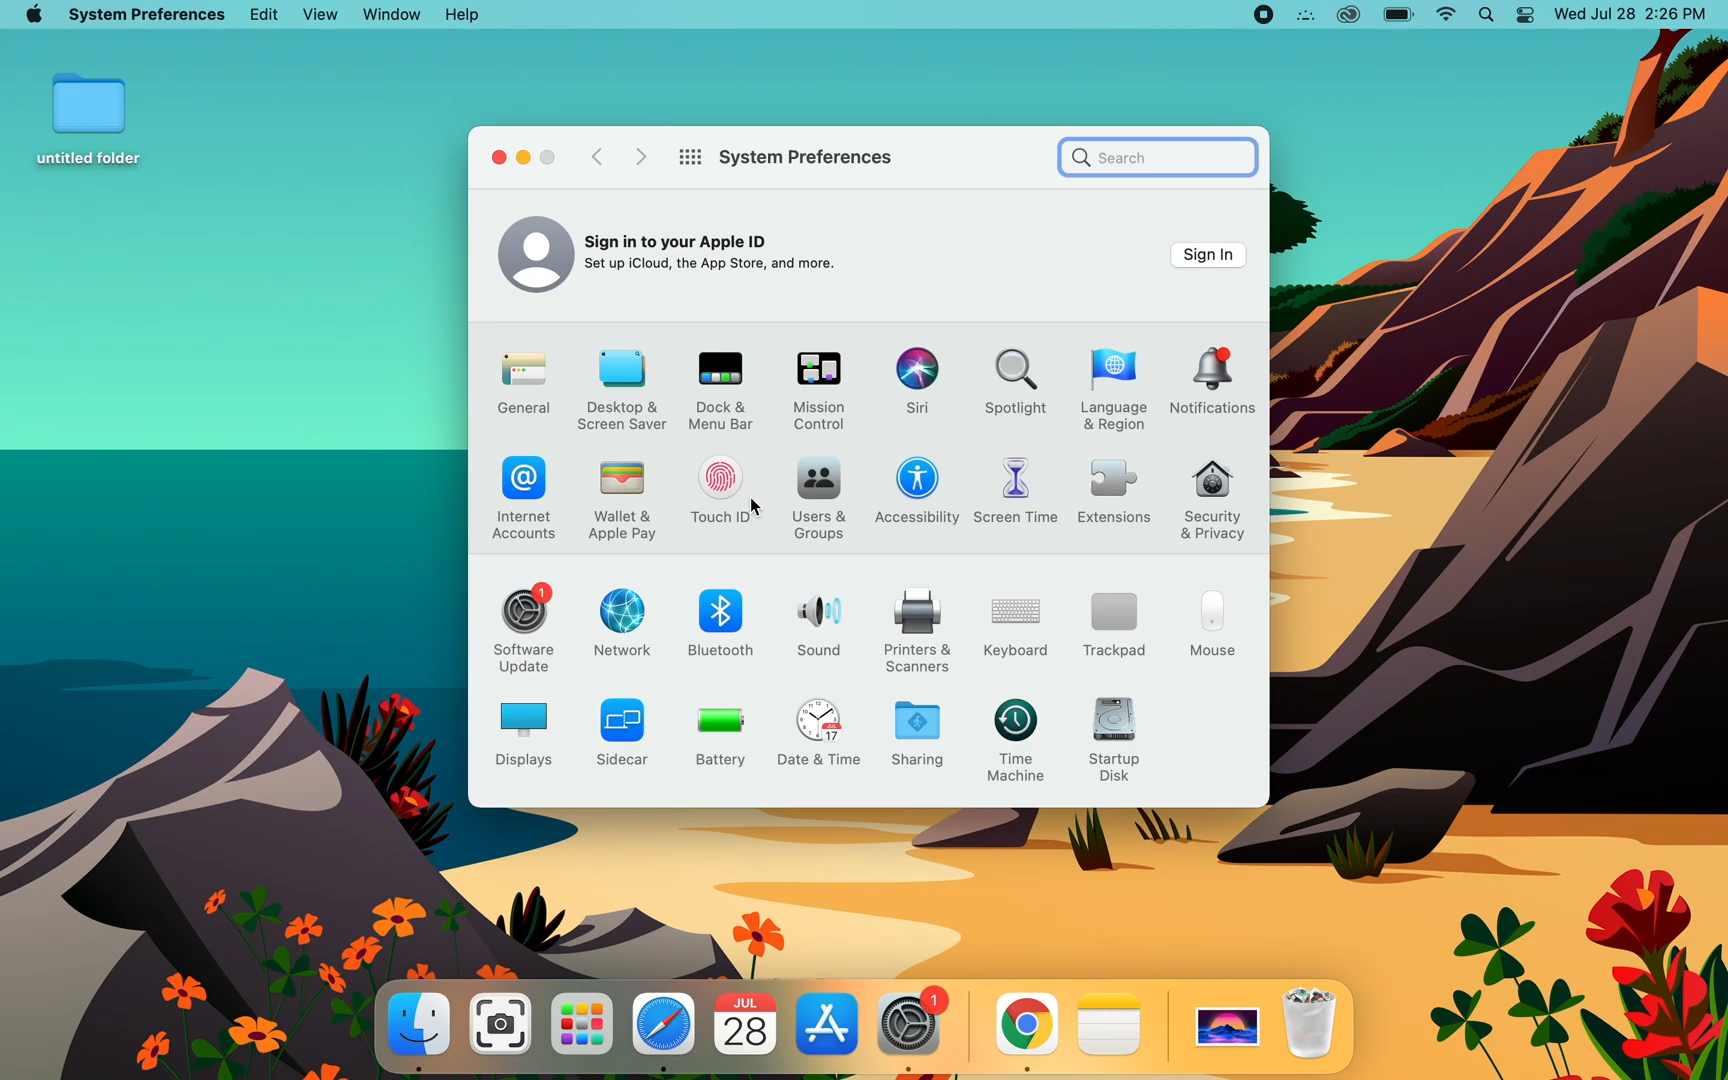 System Preferences Edit View Window Help Wed Jul 28 2:26 PM
untitled folder
System Preferences
Search
Sign in to your Apple ID
Set up iCloud, the App Store, and more.
Sign In
General
Desktop &
Screen Saver
Dock &
Menu Bar
Mission
Control
Siri
Spotlight
Language
& Region
Notifications
Internet
Accounts
Wallet &
Apple Pay
Touch ID
Users &
Groups
Accessibility
Screen Time
Extensions
Security
& Privacy
1
Software
Update
Network
Bluetooth
Sound
Printers &
Scanners
Keyboard
Trackpad
Mouse
Displays
Sidecar
Battery
JUL
17
Date & Time
Sharing
Time
Machine
Startup
Disk
JUL
28
1